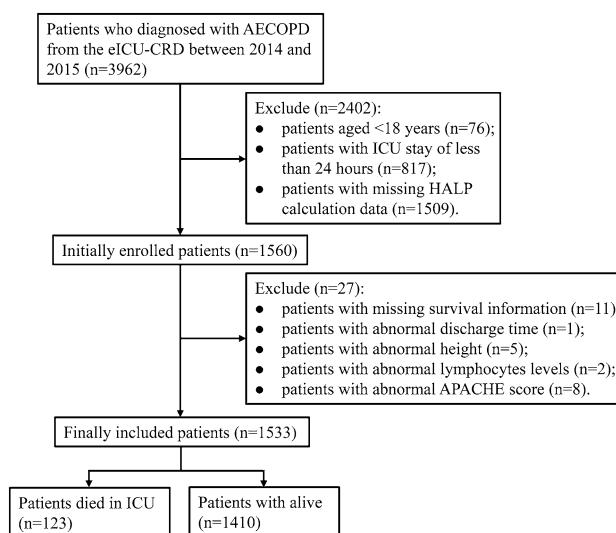 Patients who diagnosed with AECOPD
from the eICU-CRD between 2014 and
2015 (n=3962)
Exclude (n=2402):
● patients aged <18 years (n=76);
● patients with ICU stay of less
than 24 hours (n=817);
● patients with missing HALP
calculation data (n=1509).
Initially enrolled patients (n=1560)
Exclude (n=27):
● patients with missing survival information (n=11)
● patients with abnormal discharge time (n=1);
● patients with abnormal height (n=5);
● patients with abnormal lymphocytes levels (n=2);
● patients with abnormal APACHE score (n=8).
Finally included patients (n=1533)
Patients died in ICU
(n=123)
Patients with alive
(n=1410)